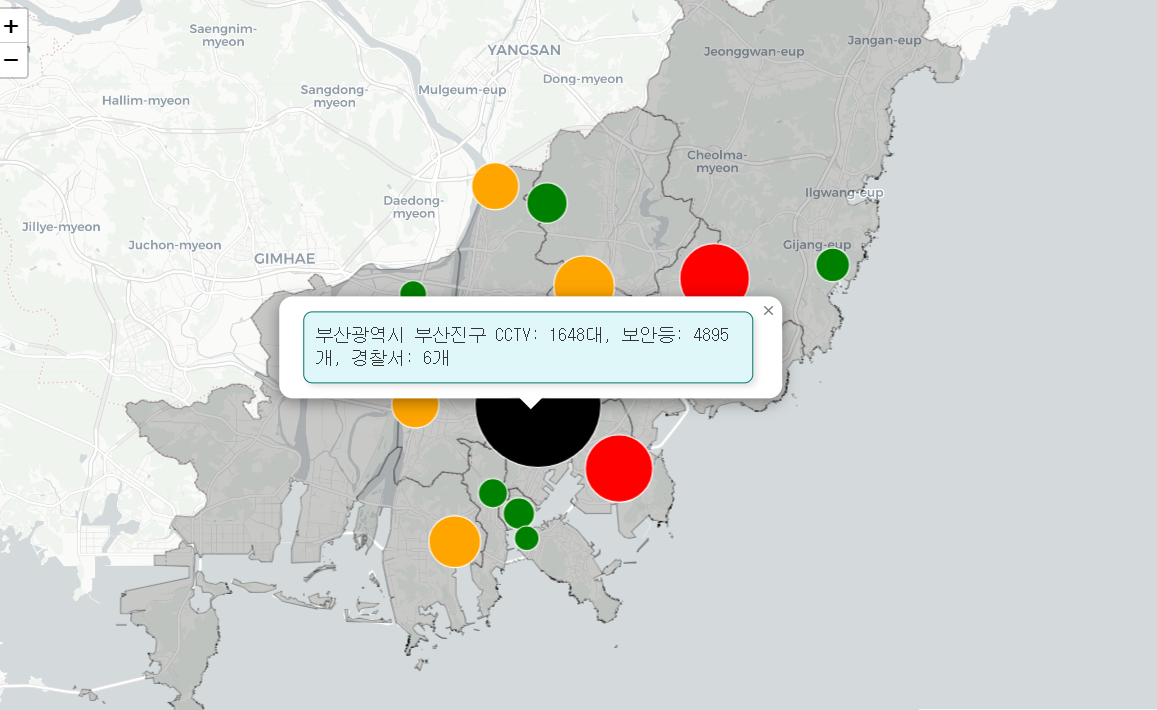 +
−
Saengnim-
myeon
YANGSAN
Jeonggwan-eup
Jangan-eup
Dong-myeon
Sangdong-
myeon
Mulgeum-eup
Hallim-myeon
Cheolma-
myeon
Ilgwang-eup
Daedong-
myeon
Jillye-myeon
Juchon-myeon
GIMHAE
Gijang-eup
×
부산광역시 부산진구 CCTV: 1648대, 보안등: 4895
개, 경찰서: 6개